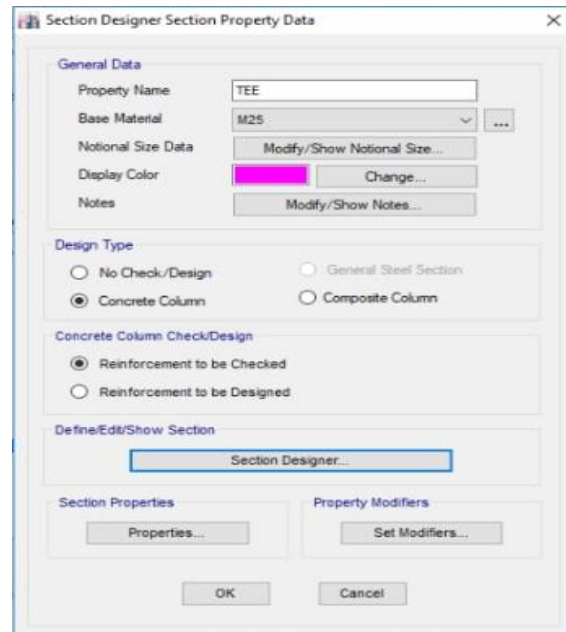 Section Designer Section Property Data
General Data
Property Name TEE
Base Material M25 ...
Notional Size Data Modify/Show Notional Size...
Display Color Change...
Notes Modify/Show Notes...
Design Type
No Check/Design General Steel Section
Concrete Column Composite Column
Concrete Column Check/Design
Reinforcement to be Checked
Reinforcement to be Designed
Define/Edit/Show Section
Section Designer...
Section Properties Property Modifiers
Properties... Set Modifiers...
OK Cancel